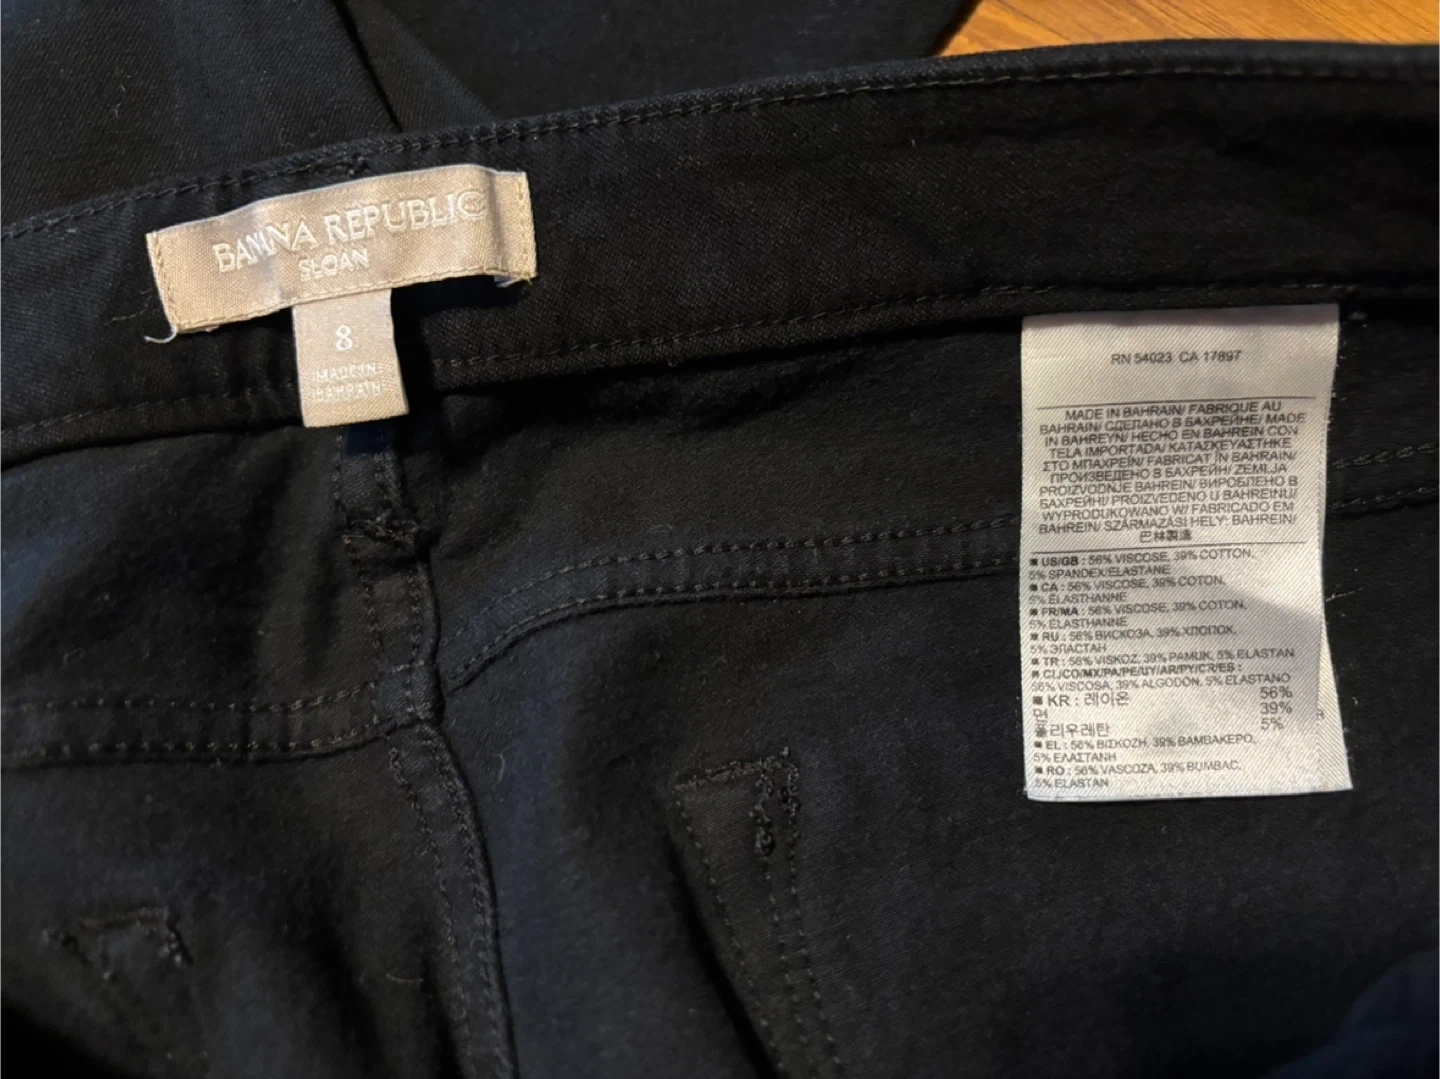 BANANA REPUBLIC
SLOAN
8
MADE IN
BAHRAIN
RN 54023 CA 17897
MADE IN BAHRAIN/ FABRIQUE AU
BAHRAIN/ СДЕЛАНО В БАХРЕЙНЕ/ MADE
IN BAHREYN/ HECHO EN BAHREIN CON
TELA IMPORTADA/ ΚΑΤΑΣΚΕΥΑΣΤΗΚΕ
ΣΤΟ ΜΠΑΧΡΕΪΝ/ FABRICAT ÎN BAHRAIN/
ПРОИЗВЕДЕНО В БАХРЕЙН/ ZEMLJA
PROIZVODNJE BAHREIN/ ВИРОБЛЕНО В
БАХРЕЙНІ/ PROIZVEDENO U BAHREINU/
WYPRODUKOWANO W/ FABRICADO EM
BAHREIN/ SZÁRMAZÁSI HELY: BAHREIN/
巴林製造
■ US/GB : 56% VISCOSE, 39% COTTON,
5% SPANDEX/ELASTANE
■ CA : 56% VISCOSE, 39% COTON,
5% ÉLASTHANNE
■ FR/MA : 56% VISCOSE, 39% COTON,
5% ÉLASTHANNE
■ RU : 56% ВИСКОЗА, 39% ХЛОПОК,
5% ЭЛАСТАН
■ TR : 56% VISKOZ, 39% PAMUK, 5% ELASTAN
■ CL/CO/MX/PA/PE/UY/AR/PY/CR/ES :
56% VISCOSA, 39% ALGODON, 5% ELASTANO
■ KR : 레이온 56%
면 39%
폴리우레탄 5%
■ EL : 56% ΒΙΣΚΟΖΗ, 39% ΒΑΜΒΑΚΕΡΟ,
5% ΕΛΑΣΤΑΝΗ
■ RO : 56% VASCOZA, 39% BUMBAC,
5% ELASTAN